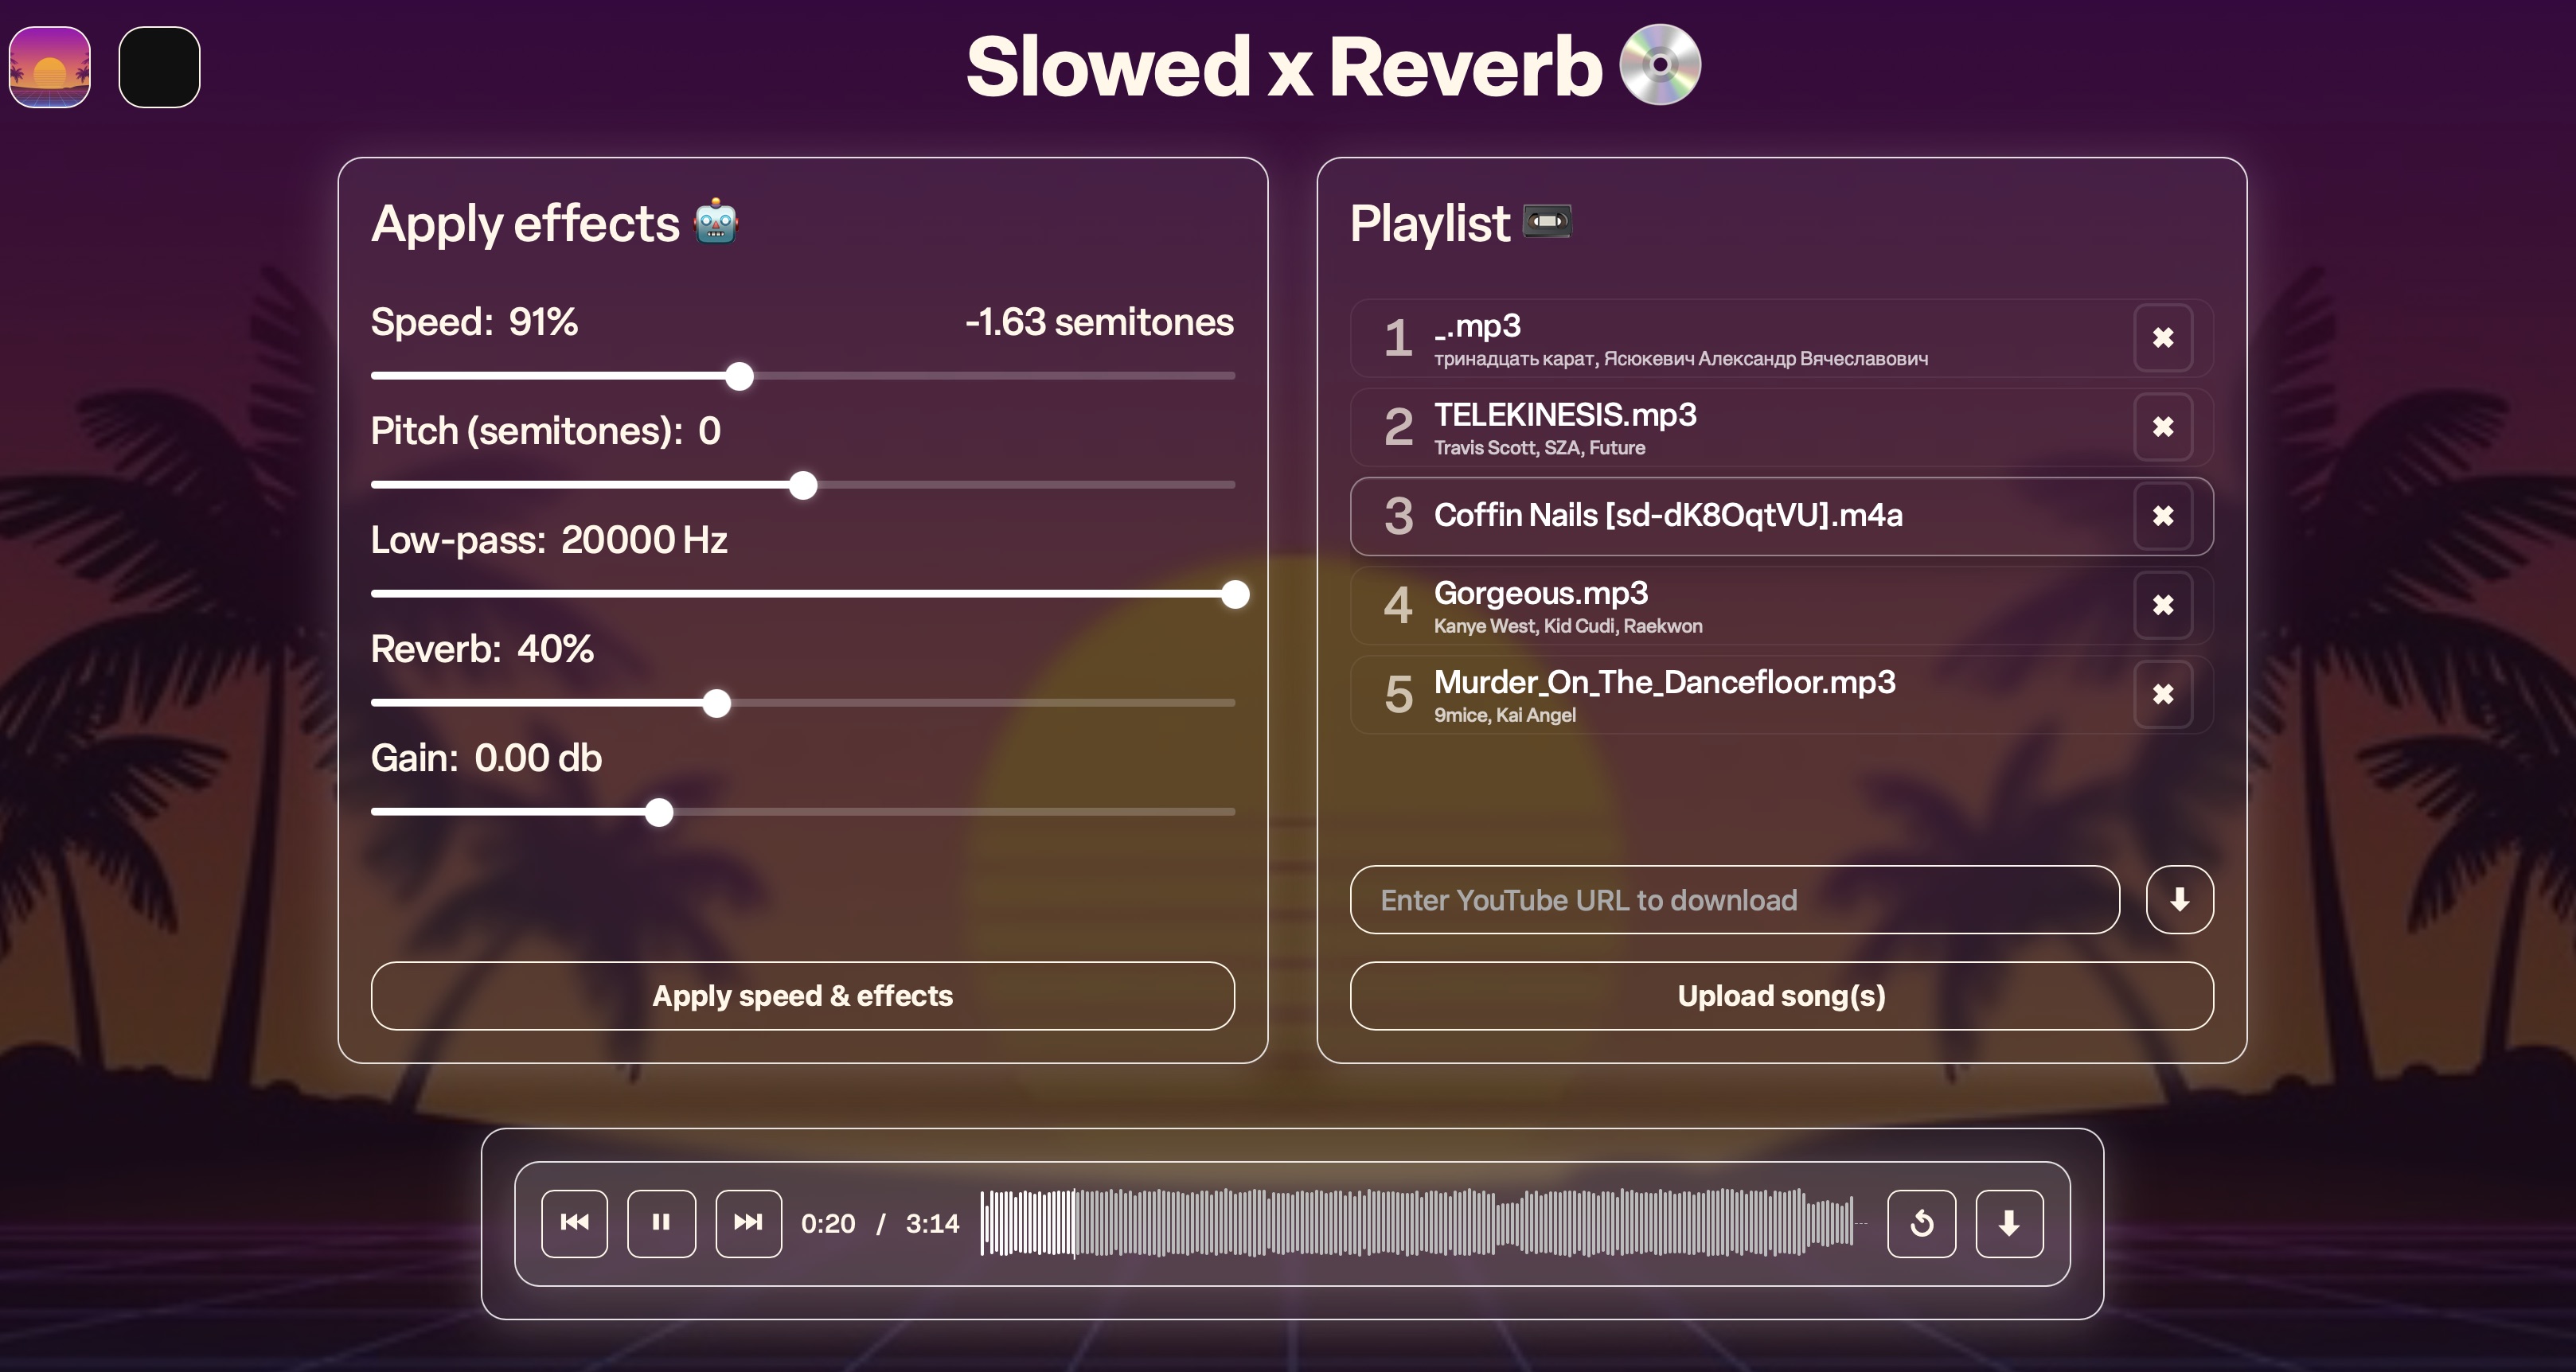 Slowed x Reverb
Apply effects
Speed: 91%
-1.63 semitones
Pitch (semitones): 0
Low-pass: 20000 Hz
Reverb: 40%
Gain: 0.00 db
Apply speed & effects
Playlist
1
_.mp3
тринадцать карат, Ясюкевич Александр Вячеславович
2
TELEKINESIS.mp3
Travis Scott, SZA, Future
3
Coffin Nails [sd-dK8OqtVU].m4a
4
Gorgeous.mp3
Kanye West, Kid Cudi, Raekwon
5
Murder_On_The_Dancefloor.mp3
9mice, Kai Angel
Enter YouTube URL to download
Upload song(s)
0:20 / 3:14